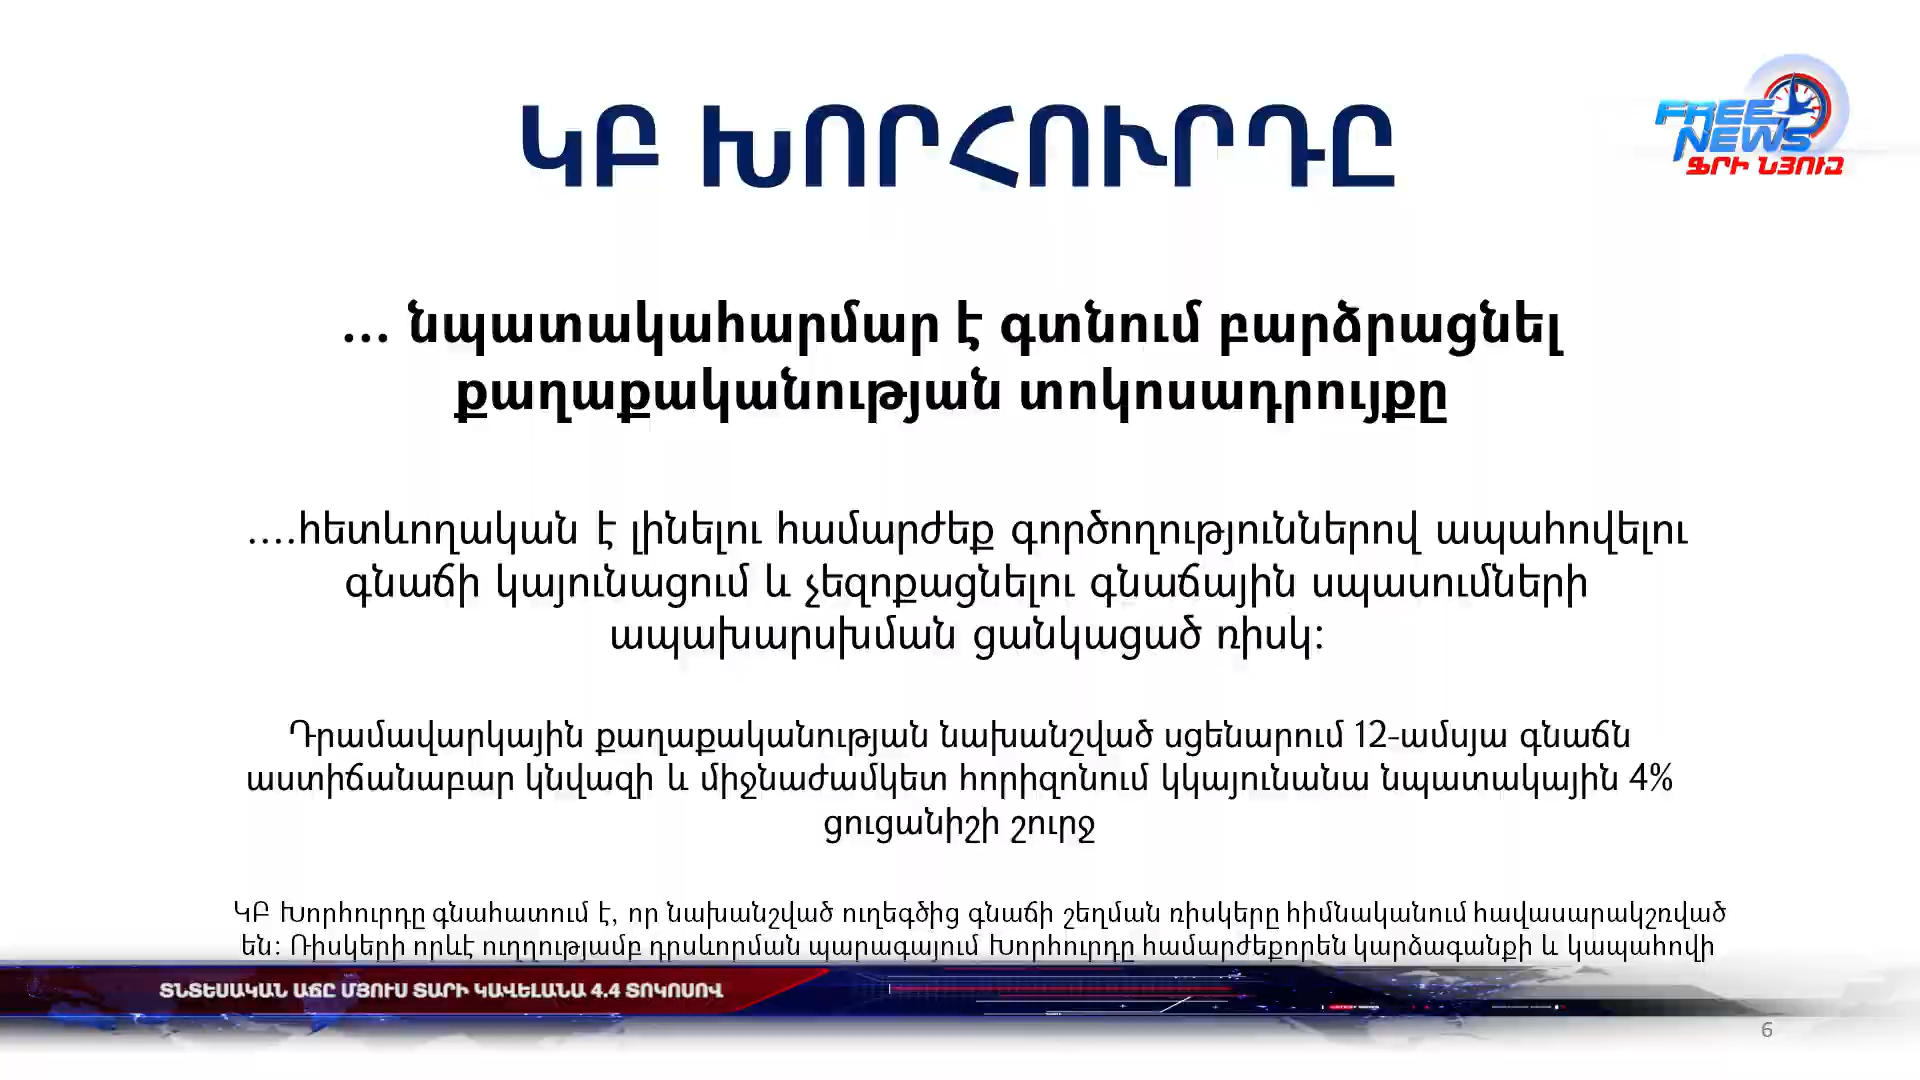 ԿԲ ԽՈՐՀՈՒՐԴԸ
FREE
NEWS
ՖՐԻ ՆՅՈՒԶ
... նպատակահարմար է գտնում բարձրացնել
քաղաքականության տոկոսադրույքը
....հետևողական է լինելու համարժեք գործողություններով ապահովելու
գնաճի կայունացում և չեզոքացնելու գնաճային սպասումների
ապախարսխման ցանկացած ռիսկ:
Դրամավարկային քաղաքականության նախանշված սցենարում 12-ամսյա գնաճն
աստիճանաբար կնվազի և միջնաժամկետ հորիզոնում կկայունանա նպատակային 4%
ցուցանիշի շուրջ
ԿԲ Խորհուրդը գնահատում է, որ նախանշված ուղեգծից գնաճի շեղման ռիսկերը հիմնականում հավասարակշռված
են: Ռիսկերի որևէ ուղղությամբ դրսևորման պարագայում Խորհուրդը համարժեքորեն կարձագանքի և կապահովի
ՏՆՏԵՍԱԿԱՆ ԱՃԸ ՄՅՈՒՍ ՏԱՐԻ ԿԱՎԵԼԱՆԱ 4.4 ՏՈԿՈՍՈՎ
6